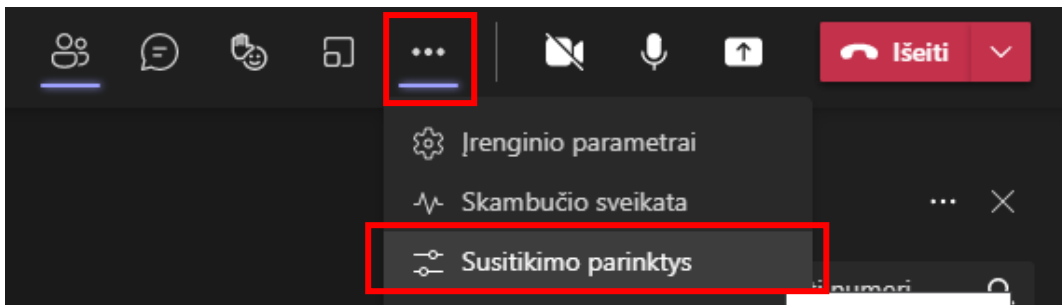 Išeiti
Įrenginio parametrai
Skambučio sveikata
Susitikimo parinktys